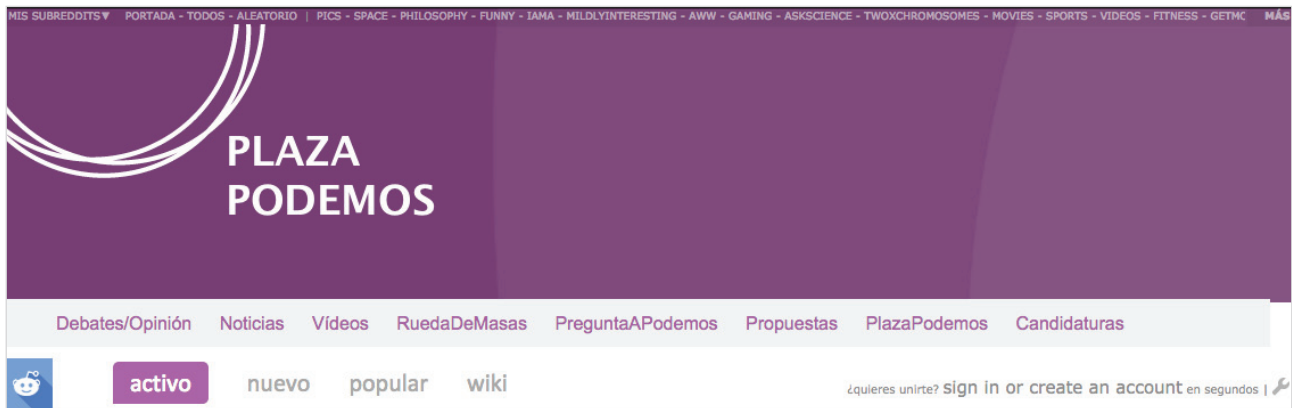 MIS SUBREDDITS▼ PORTADA - TODOS - ALEATORIO | PICS - SPACE - PHILOSOPHY - FUNNY - IAMA - MILDLYINTERESTING - AWW - GAMING - ASKSCIENCE - TWOXCHROMOSOMES - MOVIES - SPORTS - VIDEOS - FITNESS - GETMC MÁS
PLAZA
PODEMOS
Debates/Opinión Noticias Vídeos RuedaDeMasas PreguntaAPodemos Propuestas PlazaPodemos Candidaturas
activo nuevo popular wiki ¿quieres unirte? sign in or create an account en segundos |